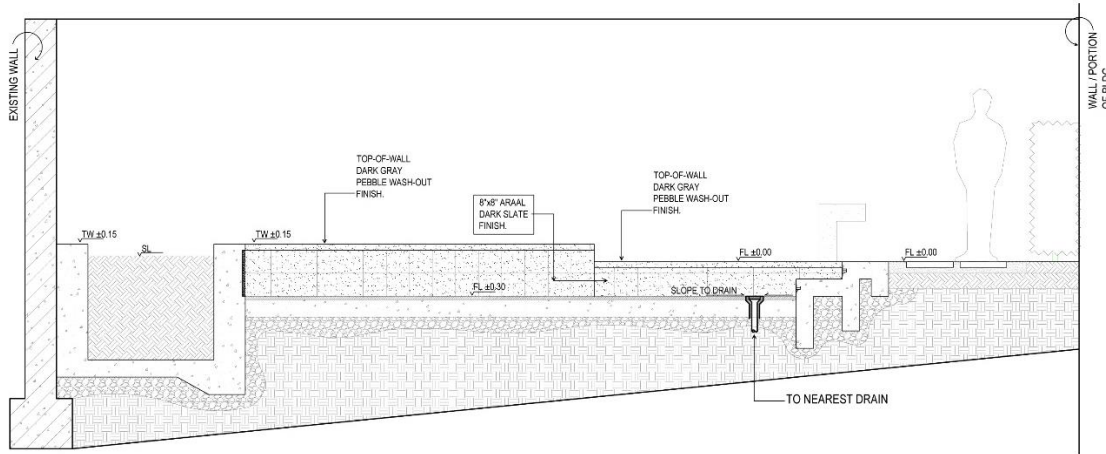 EXISTING WALL
WALL / PORTION
OF BLDG.
TOP-OF-WALL
DARK GRAY
PEBBLE WASH-OUT
FINISH.
8"x8" ARAAL
DARK SLATE
FINISH.
TOP-OF-WALL
DARK GRAY
PEBBLE WASH-OUT
FINISH.
TW ±0.15
SL
TW ±0.15
FL ±0.00
FL ±0.00
FL ±0.30
SLOPE TO DRAIN
TO NEAREST DRAIN